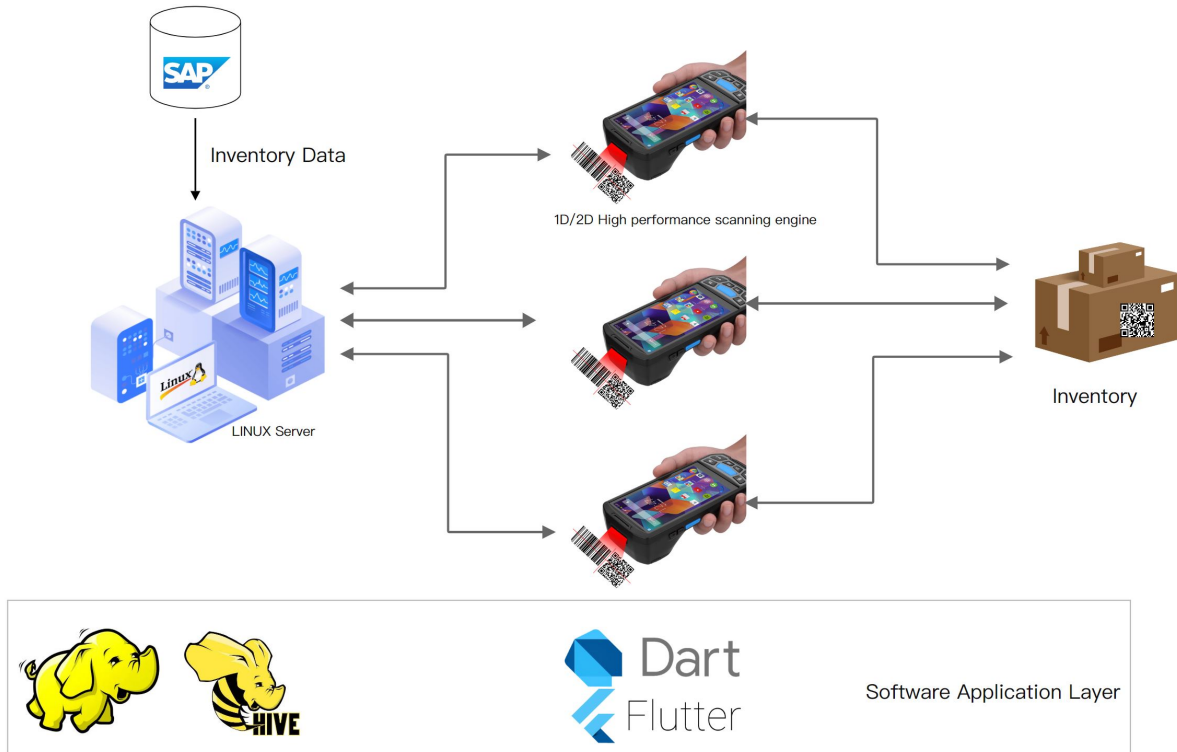 SAP
®
Inventory Data
1D/2D High performance scanning engine
Linux
LINUX Server
Inventory
HIVE
Dart
Flutter
Software Application Layer